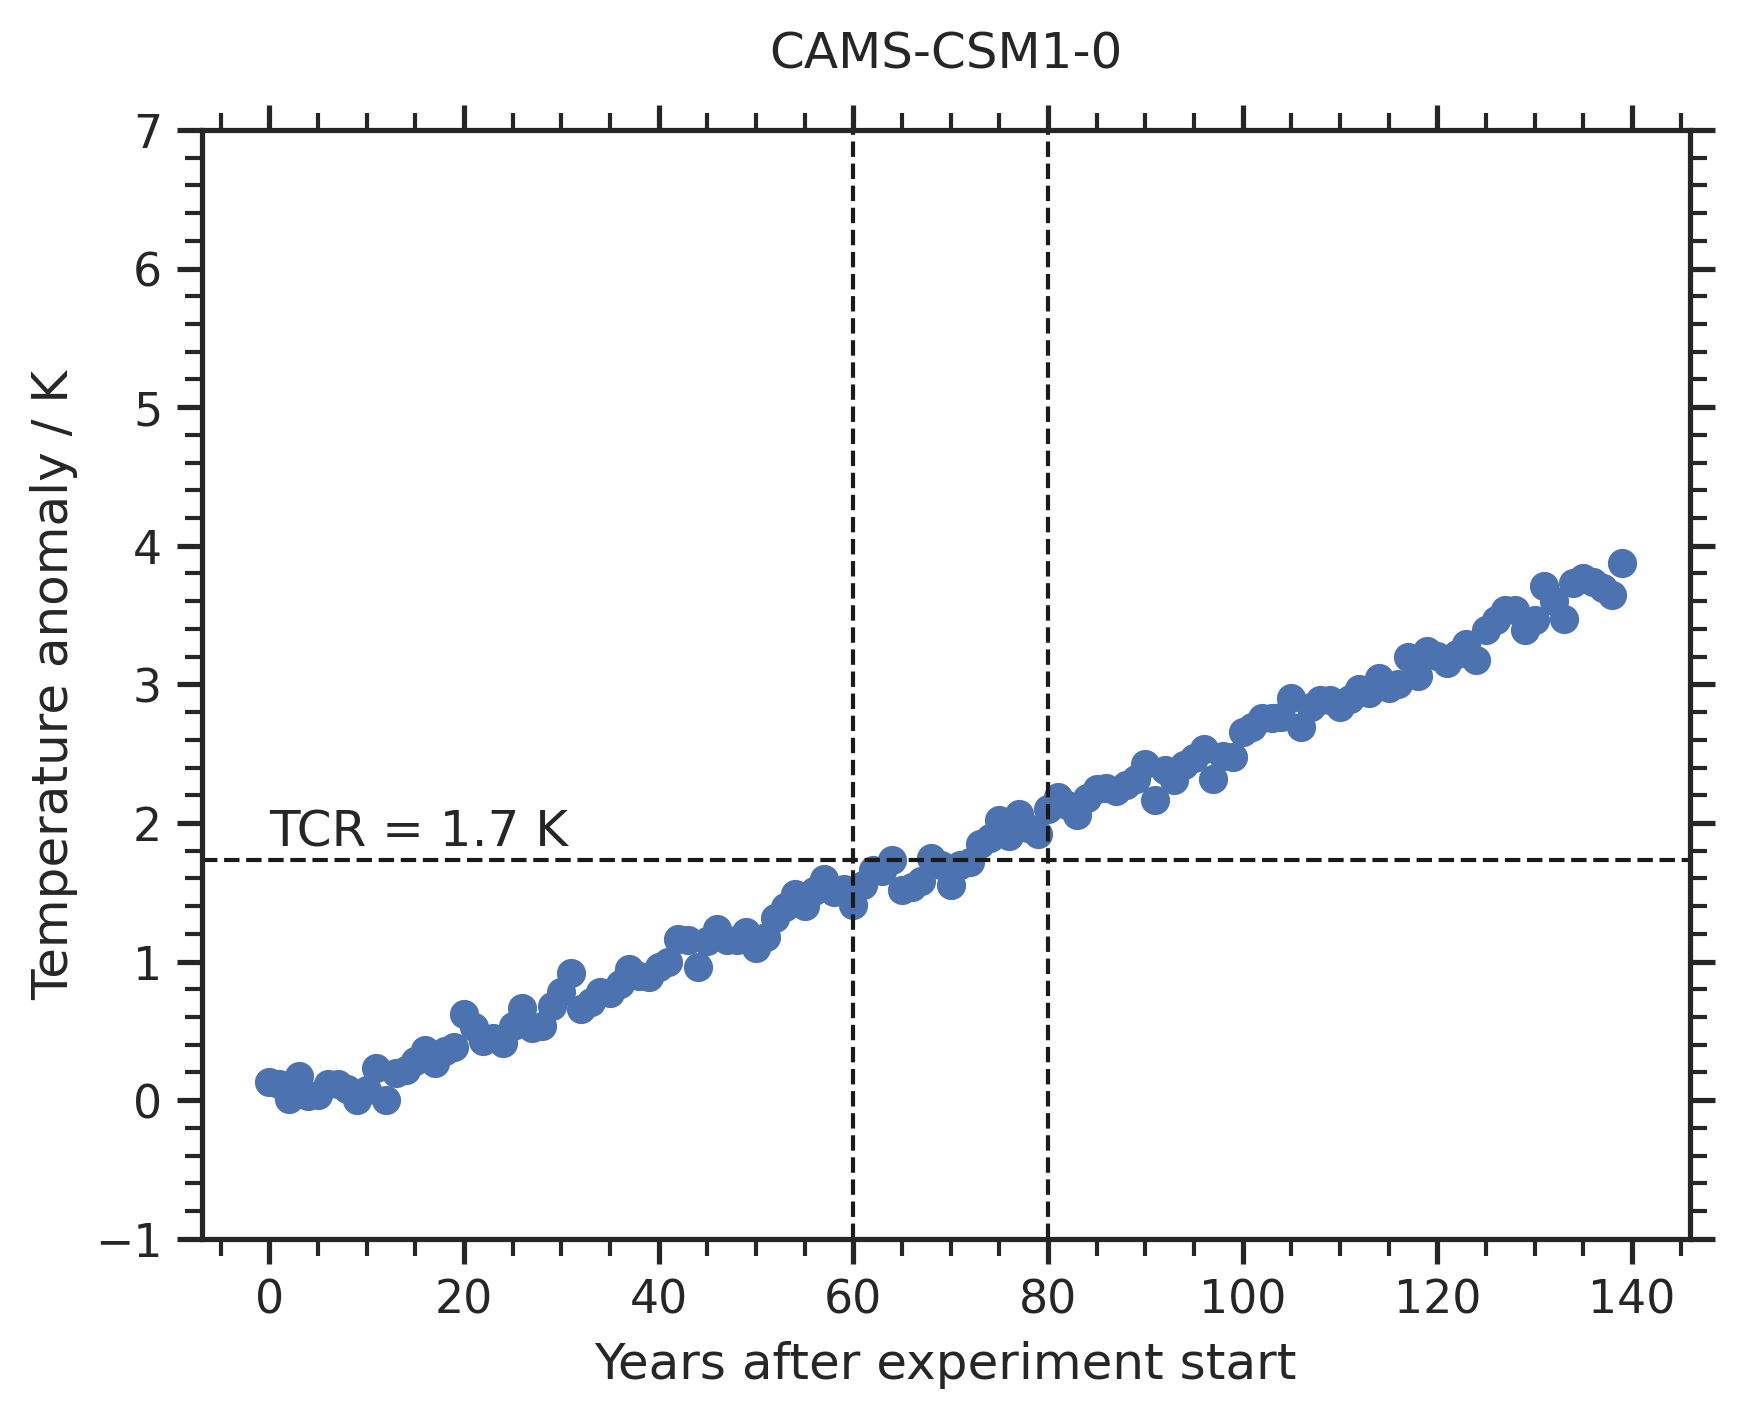 CAMS-CSM1-0
7
6
5
4
3
2
1
0
−1
Temperature anomaly / K
TCR = 1.7 K
0 20 40 60 80 100 120 140
Years after experiment start